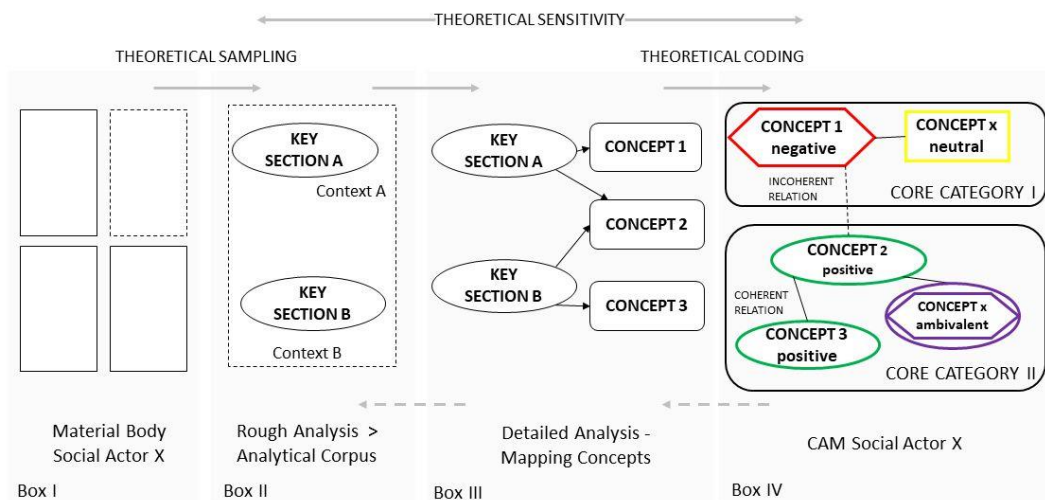 THEORETICAL SENSITIVITY
THEORETICAL SAMPLING
THEORETICAL CODING
KEY
SECTION A
Context A
KEY
SECTION B
Context B
KEY
SECTION A
KEY
SECTION B
CONCEPT 1
CONCEPT 2
CONCEPT 3
CONCEPT 1
negative
CONCEPT x
neutral
INCOHERENT
RELATION
CORE CATEGORY I
CONCEPT 2
positive
COHERENT
RELATION
CONCEPT x
ambivalent
CONCEPT 3
positive
CORE CATEGORY II
Material Body
Social Actor X
Box I
Rough Analysis >
Analytical Corpus
Box II
Detailed Analysis -
Mapping Concepts
Box III
CAM Social Actor X
Box IV